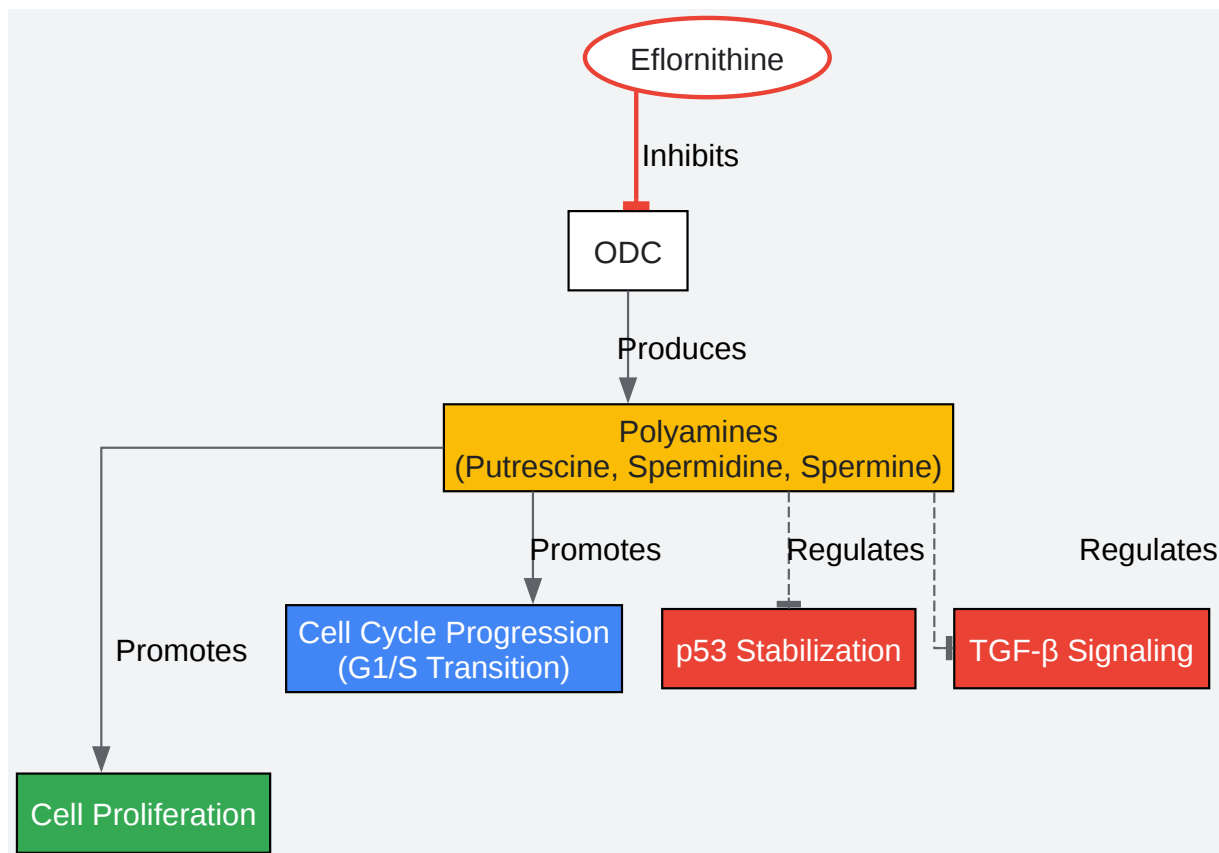 Eflornithine
Inhibits
ODC
Produces
Polyamines
(Putrescine, Spermidine, Spermine)
Promotes
Regulates
Regulates
Cell Cycle Progression
(G1/S Transition)
p53 Stabilization
TGF-β Signaling
Promotes
Cell Proliferation